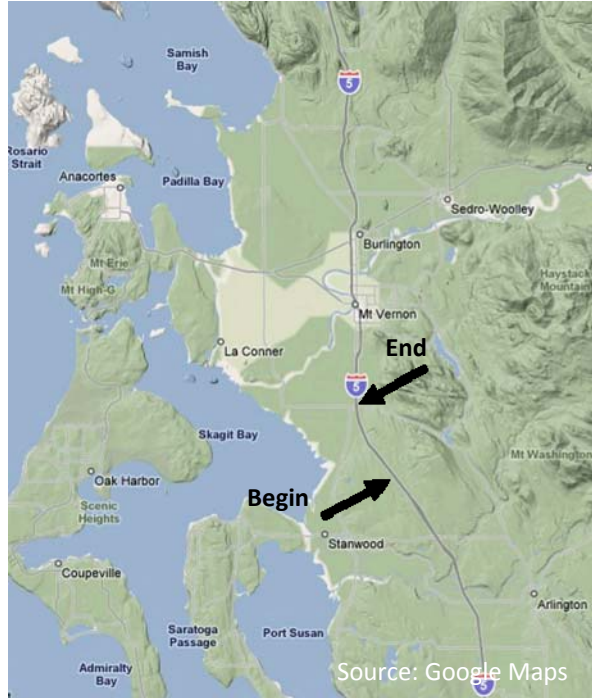 Samish
Bay
5
Rosario
Strait
Anacortes
Padilla Bay
Sedro-Woolley
Burlington
Mt Erie
Mt High-G
Haystack
Mountain
Mt Vernon
La Conner
End
5
Skagit Bay
Mt Washington
Oak Harbor
Begin
Scenic
Heights
Stanwood
Coupeville
Arlington
Saratoga
Passage
Port Susan
Admiralty
Bay
Source: Google Maps
5